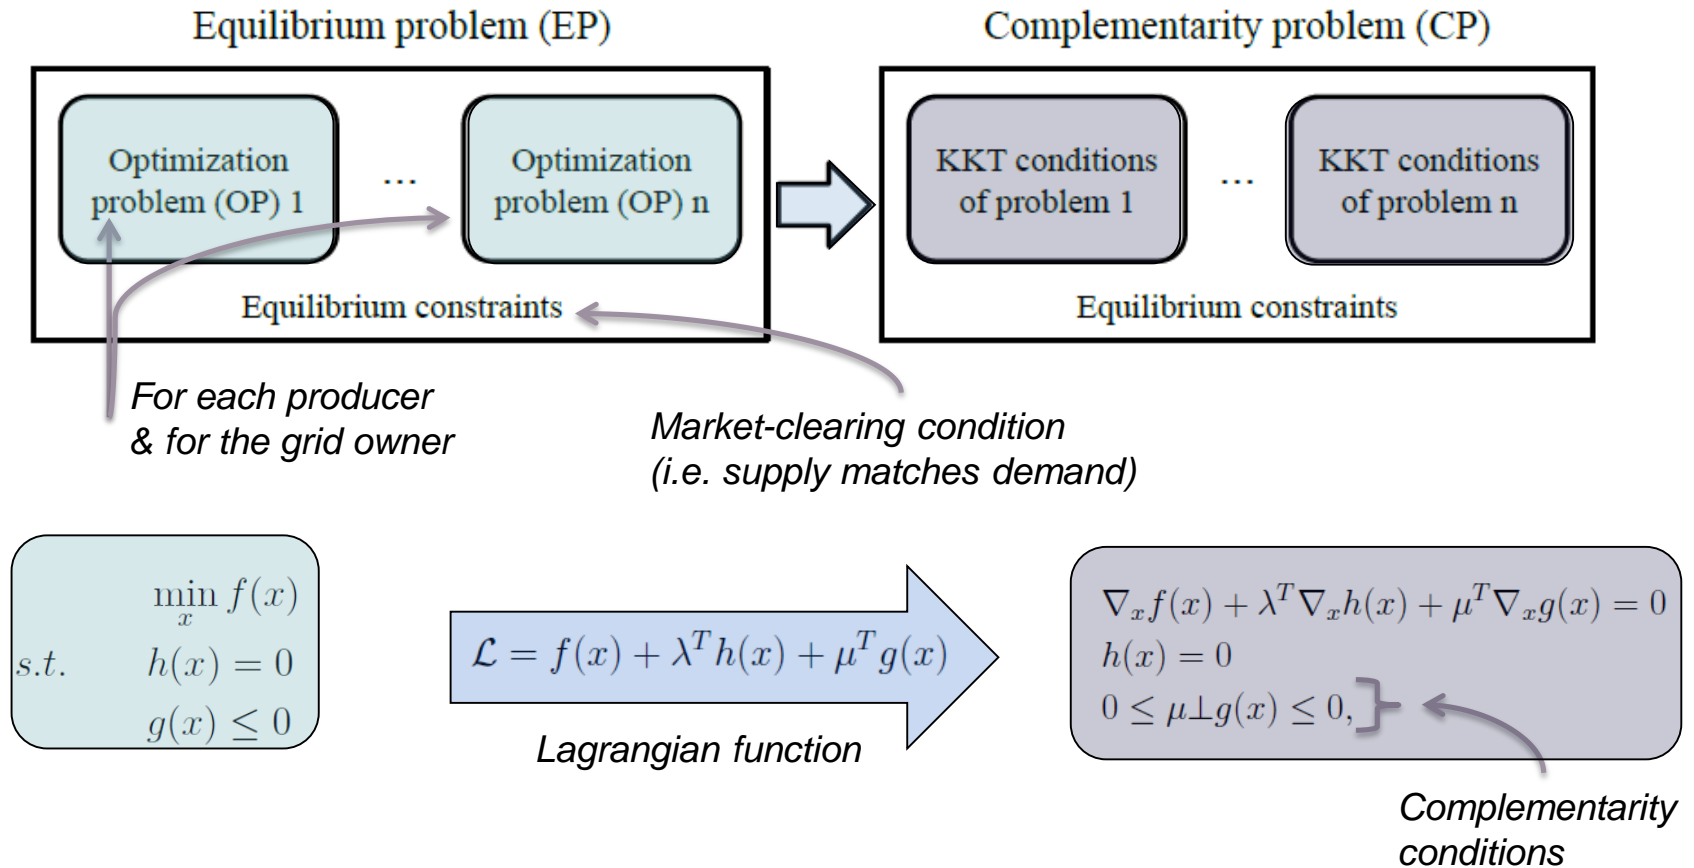 Equilibrium problem (EP)
Complementarity problem (CP)
Optimization
problem (OP) 1
...
Optimization
problem (OP) n
KKT conditions
of problem 1
...
KKT conditions
of problem n
Equilibrium constraints
Equilibrium constraints
For each producer
& for the grid owner
Market-clearing condition
(i.e. supply matches demand)
min_x f(x)
s.t. h(x) = 0
g(x) ≤ 0
ℒ = f(x) + λ^T h(x) + μ^T g(x)
Lagrangian function
∇_x f(x) + λ^T ∇_x h(x) + μ^T ∇_x g(x) = 0
h(x) = 0
0 ≤ μ⊥g(x) ≤ 0,
Complementarity
conditions